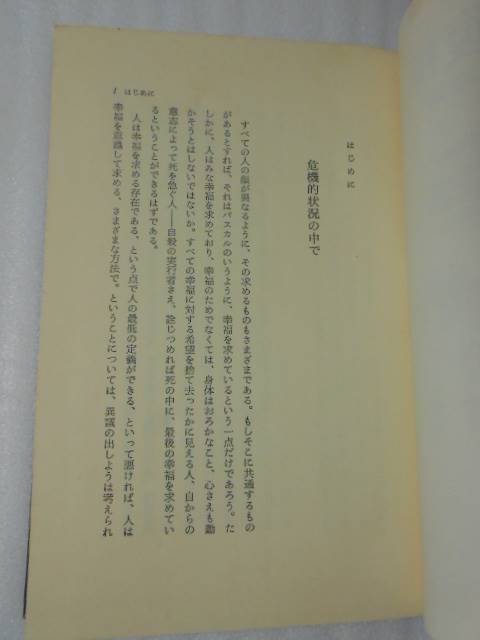 はじめに
危機的状況の中で
すべての人の顔が異なるように、その求めるものもさまざまである。もしそこに共通するもの
があるとすれば、それはパスカルのいうように、幸福を求めているという一点だけであろう。た
しかに、人はみな幸福を求めており、幸福のためでなくては、身体はおろかなこと、心さえも動
かそうとはしないではないか。すべての幸福に対する希望を捨て去ったかに見える人、自からの
意志によって死を急ぐ人――自殺の実行者さえ、詮じつめれば死の中に、最後の幸福を求めてい
るということができるはずである。
人は幸福を求める存在である、という点で人の最低の定義ができる、といって悪ければ、人は
幸福を意識して求める、さまざまな方法で。ということについては、異議の出しようは考えられ
1 はじめに